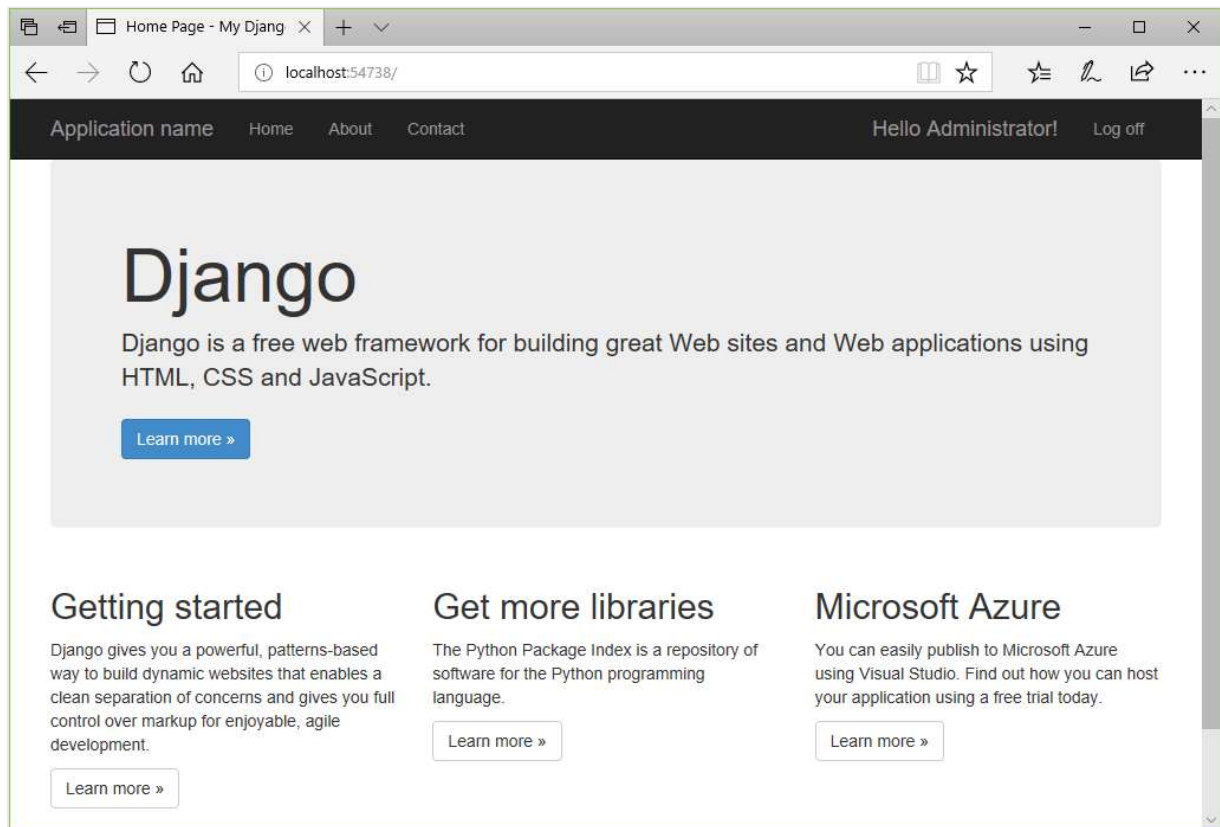 Home Page - My Djang
localhost:54738/
Application name Home About Contact Hello Administrator! Log off
Django
Django is a free web framework for building great Web sites and Web applications using
HTML, CSS and JavaScript.
Learn more »
Getting started
Django gives you a powerful, patterns-based
way to build dynamic websites that enables a
clean separation of concerns and gives you full
control over markup for enjoyable, agile
development.
Learn more »
Get more libraries
The Python Package Index is a repository of
software for the Python programming
language.
Learn more »
Microsoft Azure
You can easily publish to Microsoft Azure
using Visual Studio. Find out how you can host
your application using a free trial today.
Learn more »